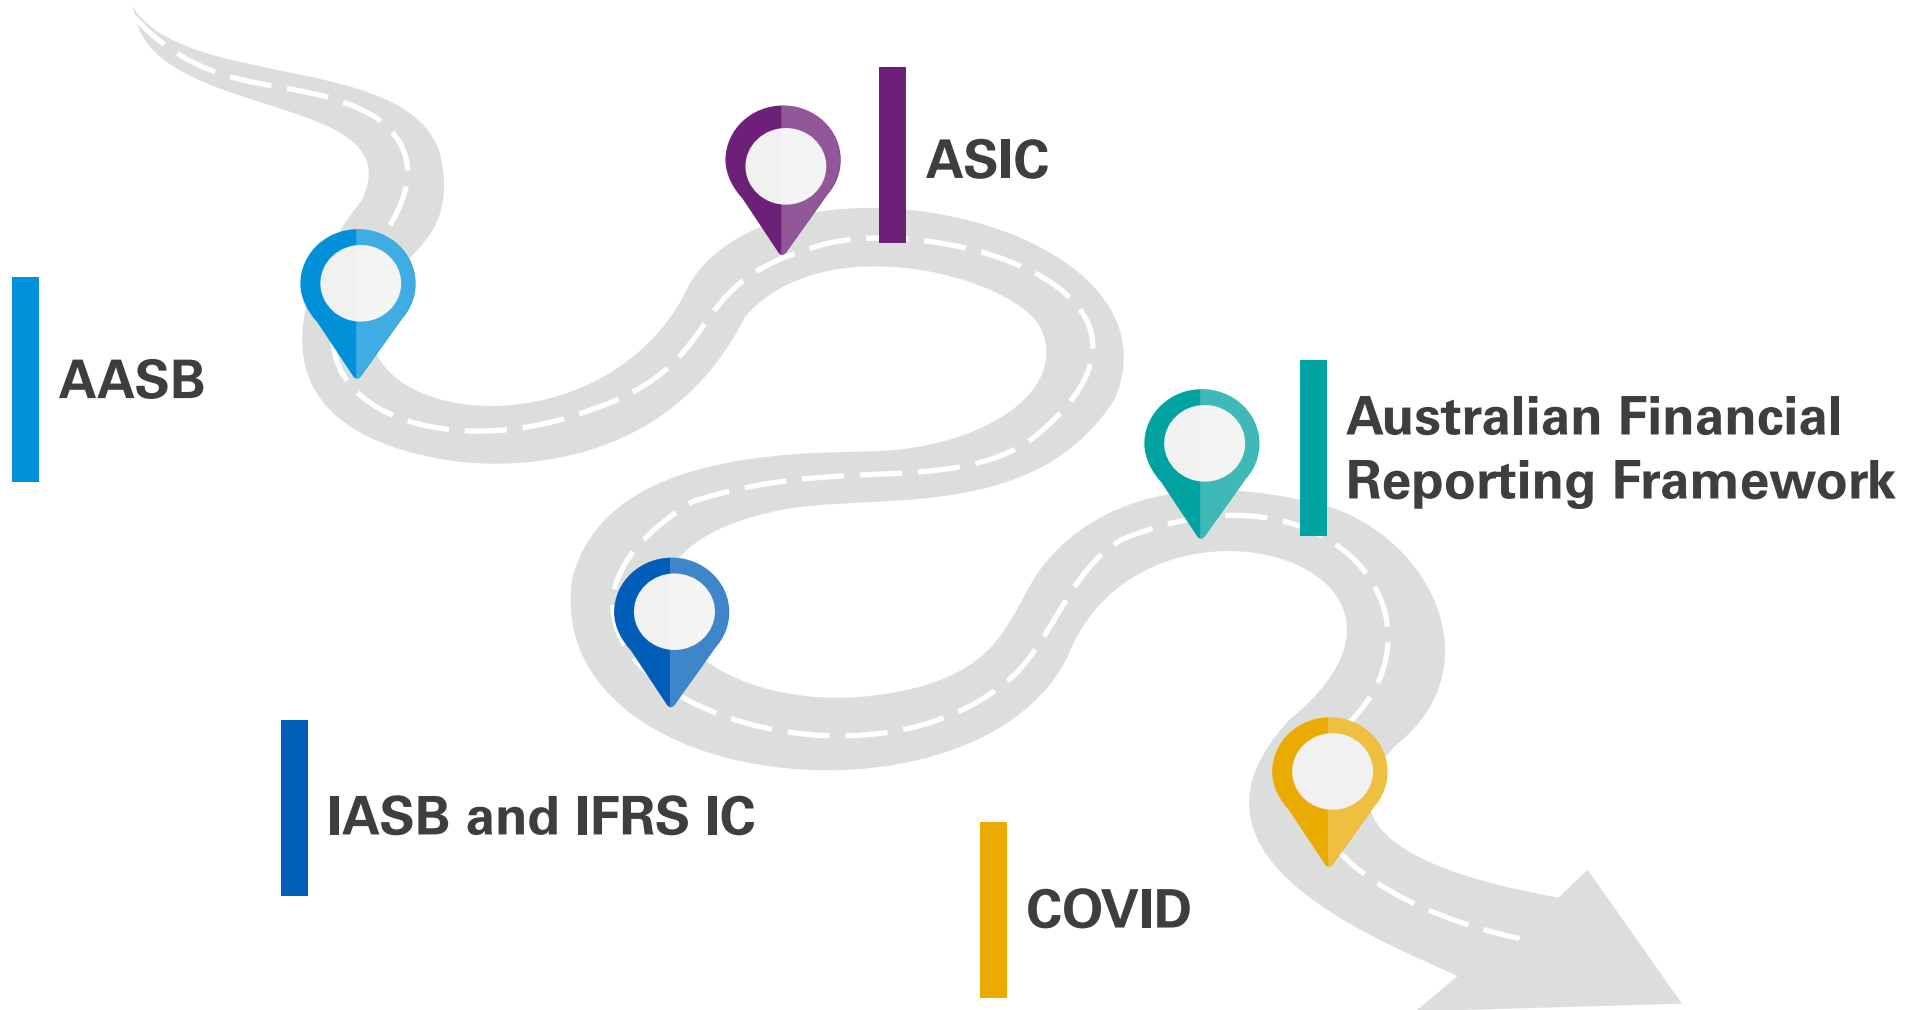 ASIC
AASB
Australian Financial
Reporting Framework
IASB and IFRS IC
COVID